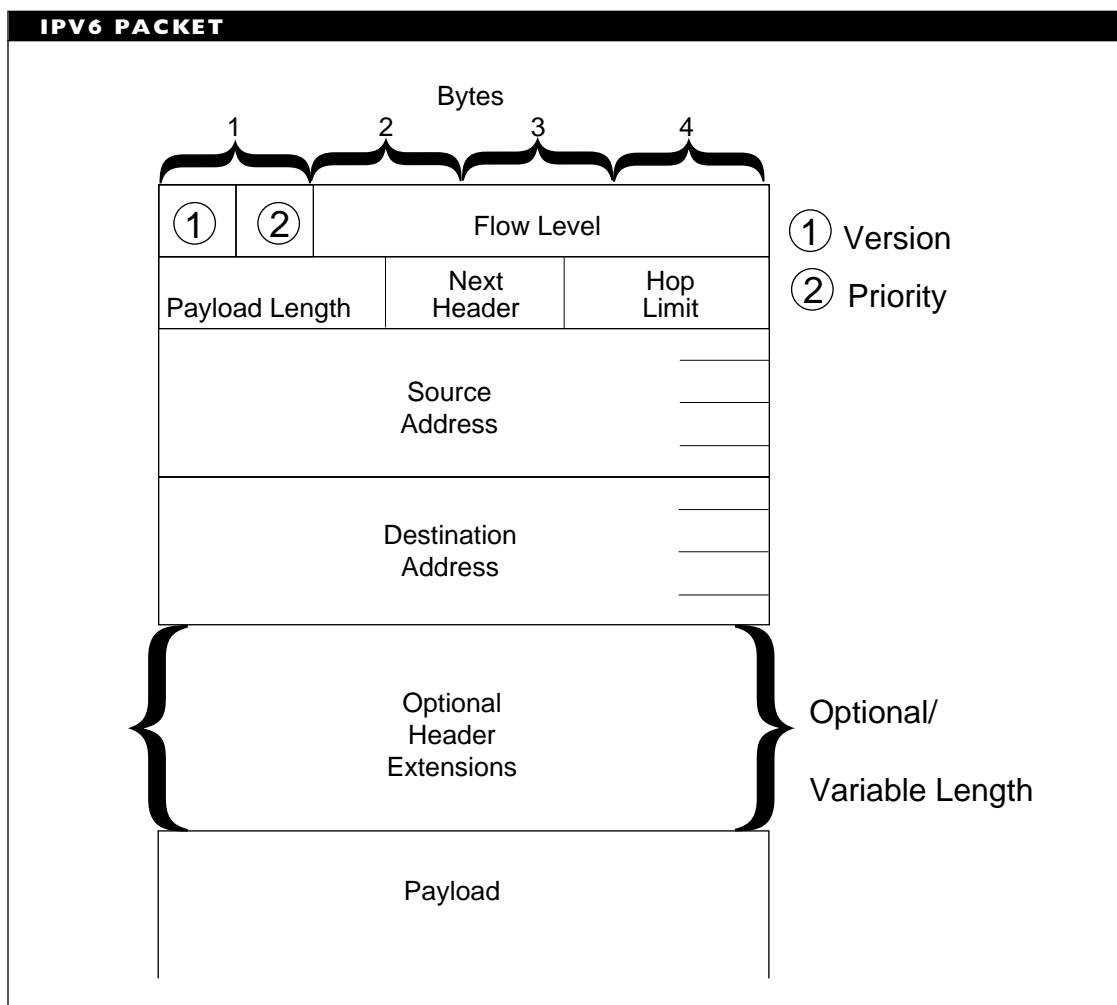 IPV6 PACKET
Bytes
1 2 3 4
1 2 Flow Level
1 Version
Payload Length Next Header Hop Limit
2 Priority
Source
Address
Destination
Address
Optional
Header
Extensions
Optional/
Variable Length
Payload